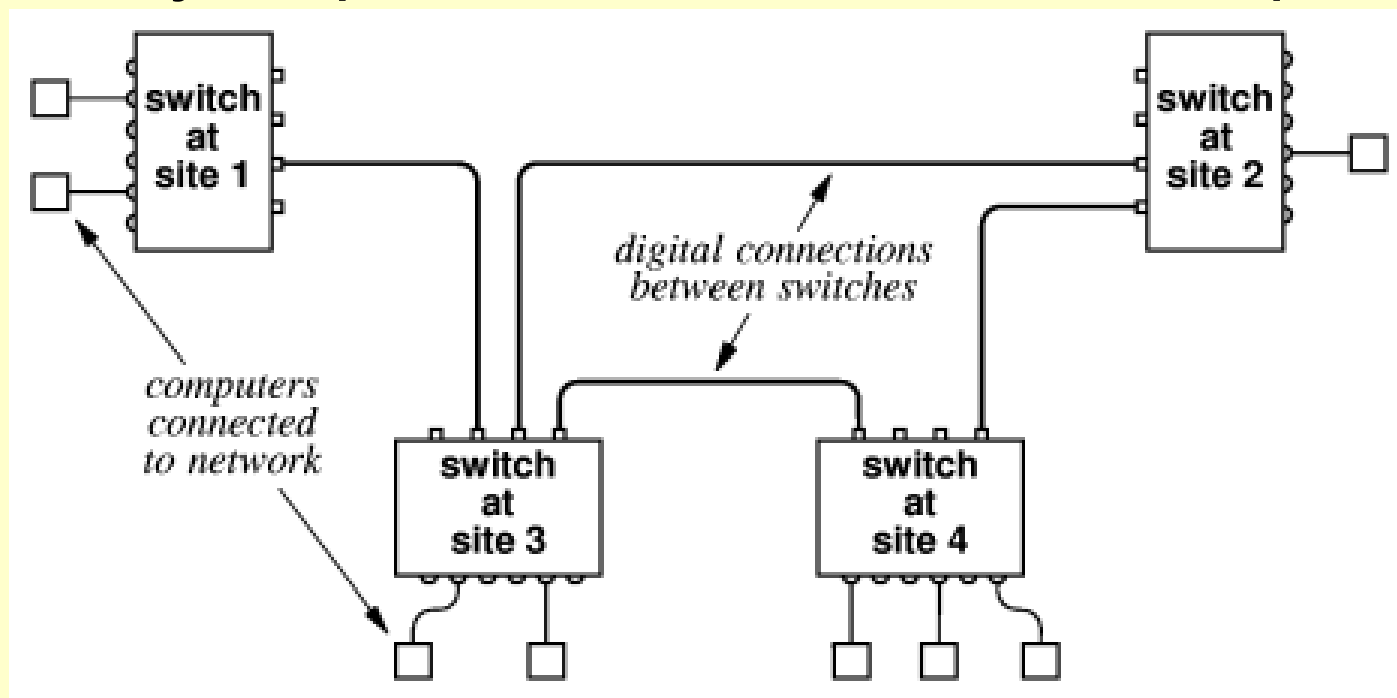 switch
at
site 1
switch
at
site 2
digital connections
between switches
computers
connected
to network
switch
at
site 3
switch
at
site 4